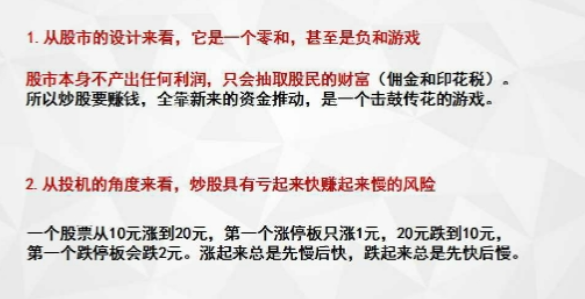 1.从股市的设计来看，它是一个零和，甚至是负和游戏
股市本身不产出任何利润，只会抽取股民的财富（佣金和印花税）。
所以炒股要赚钱，全靠新来的资金推动，是一个击鼓传花的游戏。
2.从投机的角度来看，炒股具有亏起来快赚起来慢的风险
一个股票从10元涨到20元，第一个涨停板只涨1元，20元跌到10元，
第一个跌停板会跌2元。涨起来总是先慢后快，跌起来总是先快后慢。